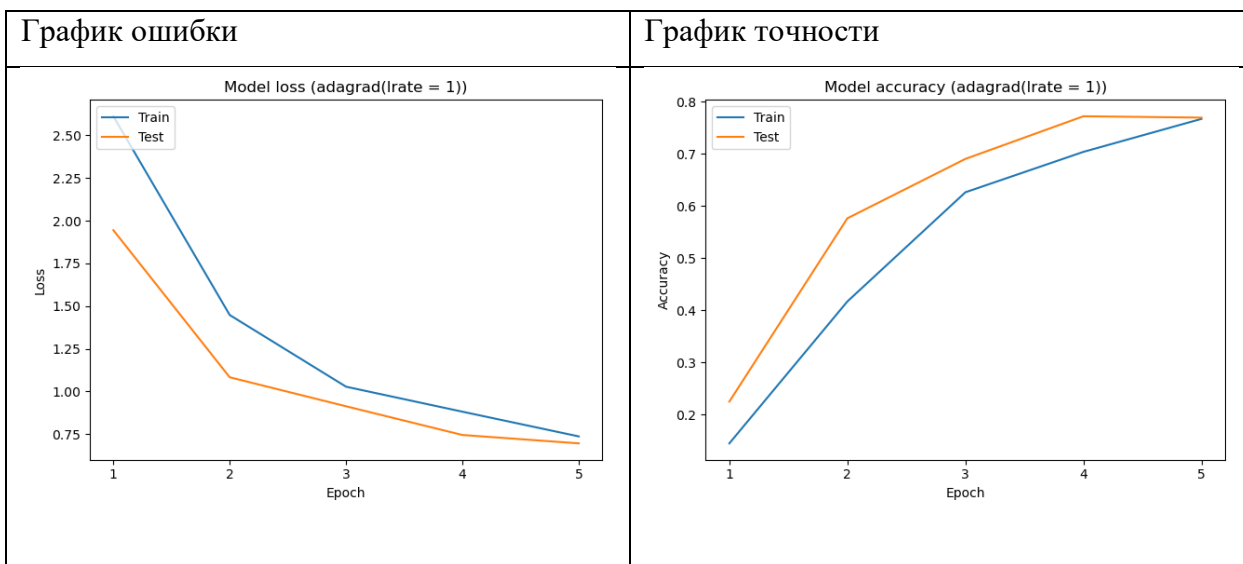 График ошибки
График точности
Model loss (adagrad(lrate = 1))
Train
Test
2.50
2.25
2.00
1.75
1.50
1.25
1.00
0.75
Loss
1 2 3 4 5
Epoch
Model accuracy (adagrad(lrate = 1))
Train
Test
0.8
0.7
0.6
0.5
0.4
0.3
0.2
Accuracy
1 2 3 4 5
Epoch